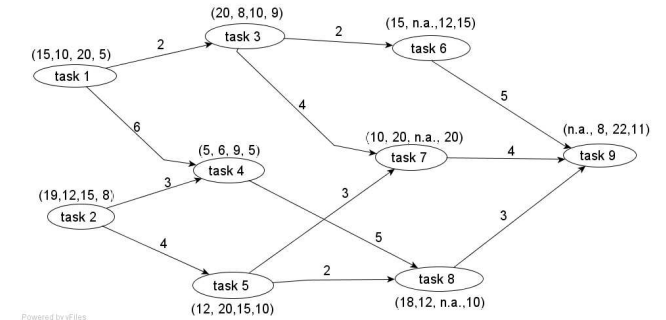 (20, 8,10, 9)
task 3
2
2
(15, n.a.,12,15)
task 6
(15,10, 20, 5)
task 1
4
5
6
(5, 6, 9, 5)
task 4
(10, 20, n.a., 20)
task 7
4
(n.a., 8, 22,11)
task 9
(19,12,15, 8)
task 2
3
3
4
5
3
task 5
2
task 8
(12, 20,15,10)
(18,12, n.a.,10)
Powered by yFiles